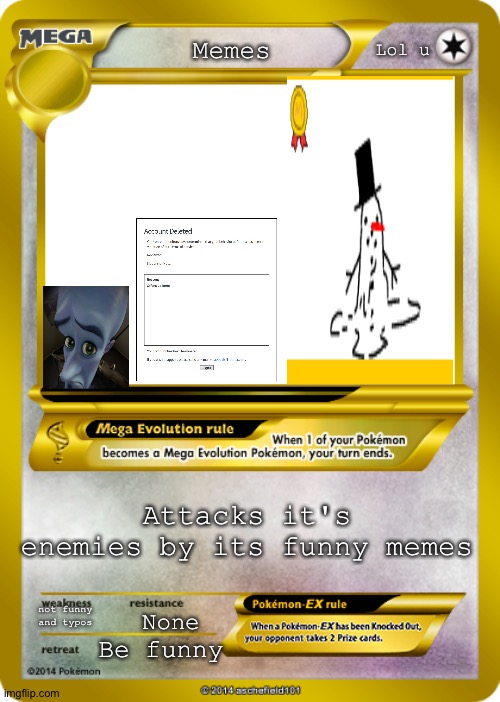 MEGA
Memes
Lol u
Account Deleted
Mega Evolution rule
When 1 of your Pokémon
becomes a Mega Evolution Pokémon, your turn ends.
Attacks it's
enemies by its funny memes
weakness
not funny
and typos
resistance
None
retreat
Be funny
Pokémon-EX rule
When a Pokémon-EX has been Knocked Out,
your opponent takes 2 Prize cards.
©2014 Pokémon
© 2014 aschefield101
imgflip.com